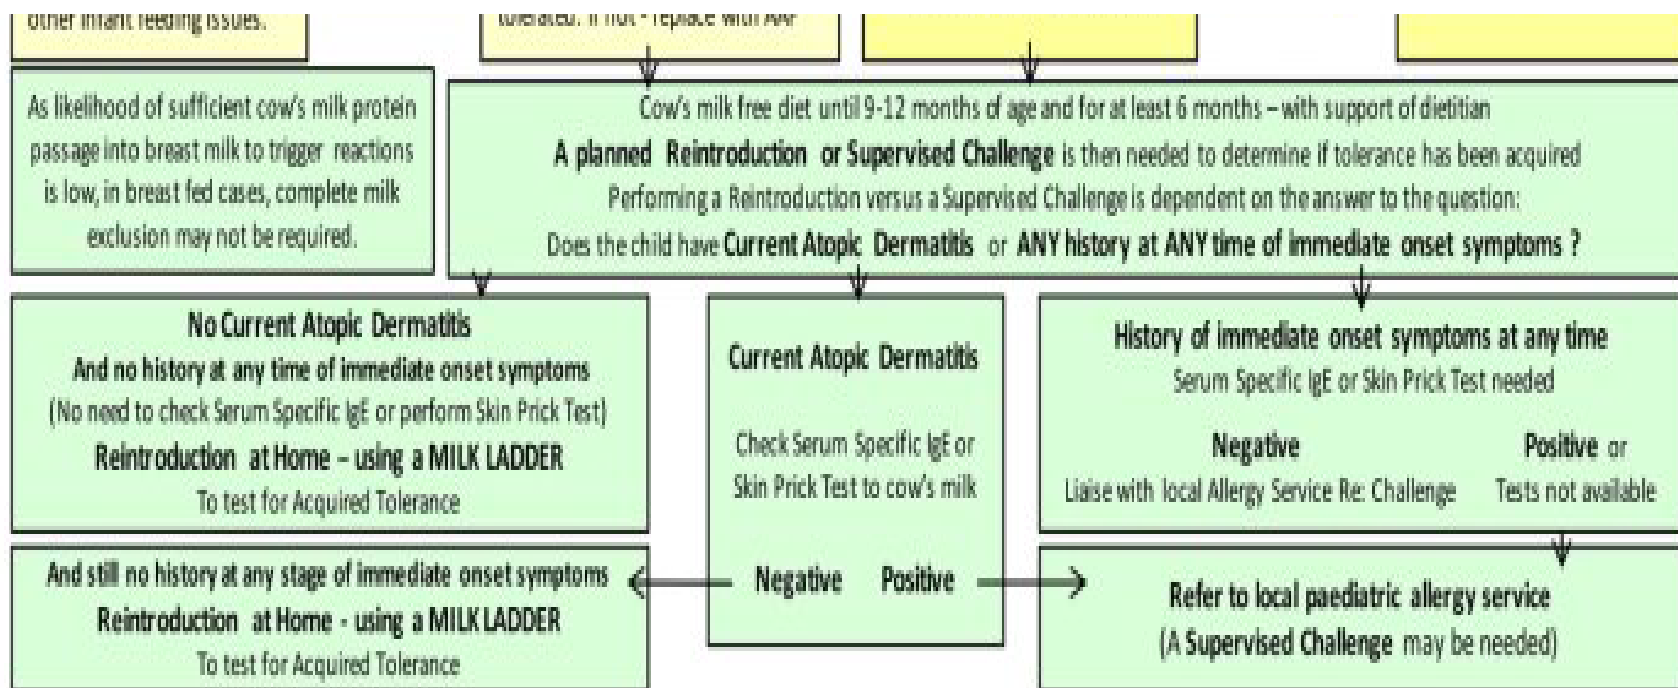 other infant feeding issues.
tolerated. If not - replace with AAF
As likelihood of sufficient cow's milk protein
passage into breast milk to trigger reactions
is low, in breast fed cases, complete milk
exclusion may not be required.
Cow's milk free diet until 9-12 months of age and for at least 6 months – with support of dietitian
A planned Reintroduction or Supervised Challenge is then needed to determine if tolerance has been acquired
Performing a Reintroduction versus a Supervised Challenge is dependent on the answer to the question:
Does the child have Current Atopic Dermatitis or ANY history at ANY time of immediate onset symptoms ?
No Current Atopic Dermatitis
And no history at any time of immediate onset symptoms
(No need to check Serum Specific IgE or perform Skin Prick Test)
Reintroduction at Home – using a MILK LADDER
To test for Acquired Tolerance
And still no history at any stage of immediate onset symptoms
Reintroduction at Home - using a MILK LADDER
To test for Acquired Tolerance
Current Atopic Dermatitis
Check Serum Specific IgE or
Skin Prick Test to cow's milk
Negative Positive
History of immediate onset symptoms at any time
Serum Specific IgE or Skin Prick Test needed
Negative Positive or
Liaise with local Allergy Service Re: Challenge Tests not available
Refer to local paediatric allergy service
(A Supervised Challenge may be needed)